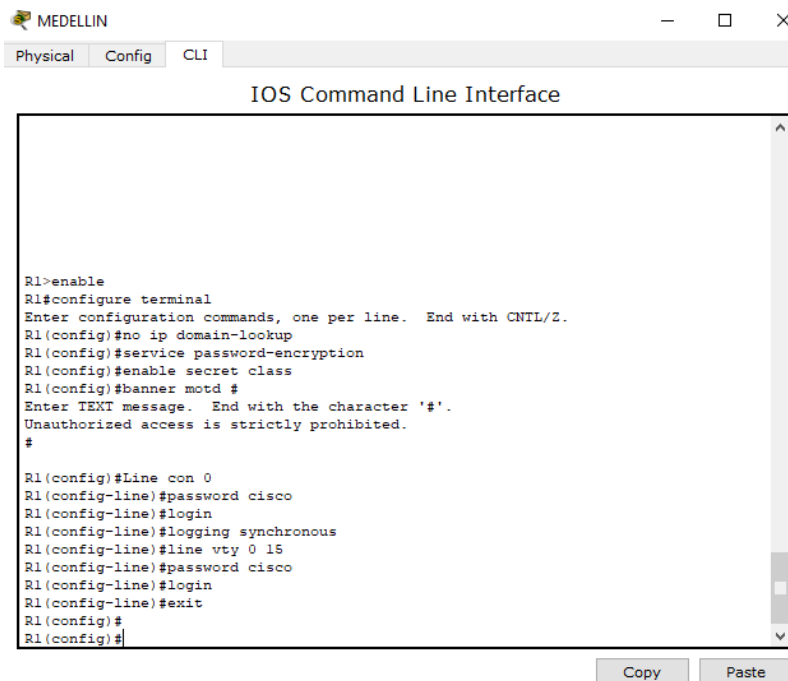 MEDELLIN
Physical Config CLI
IOS Command Line Interface
R1>enable
R1#configure terminal
Enter configuration commands, one per line.  End with CNTL/Z.
R1(config)#no ip domain-lookup
R1(config)#service password-encryption
R1(config)#enable secret class
R1(config)#banner motd #
Enter TEXT message.  End with the character '#'.
Unauthorized access is strictly prohibited.
#
R1(config)#Line con 0
R1(config-line)#password cisco
R1(config-line)#login
R1(config-line)#logging synchronous
R1(config-line)#line vty 0 15
R1(config-line)#password cisco
R1(config-line)#login
R1(config-line)#exit
R1(config)#
R1(config)#
Copy Paste